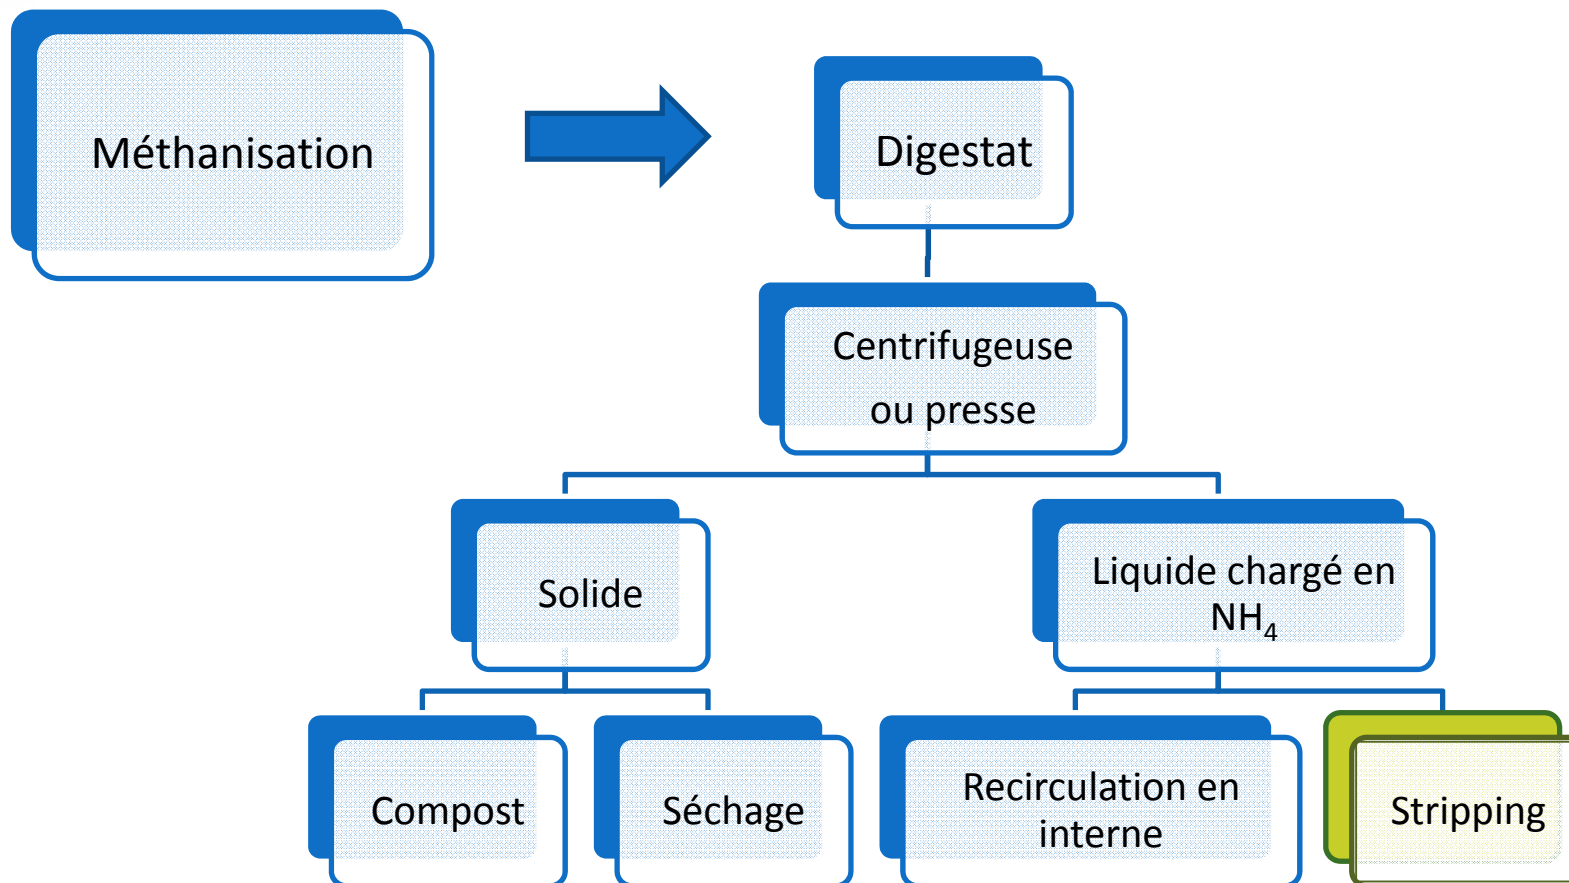 Méthanisation
Digestat
Centrifugeuse
ou presse
Solide
Liquide chargé en
NH₄
Compost
Séchage
Recirculation en
interne
Stripping